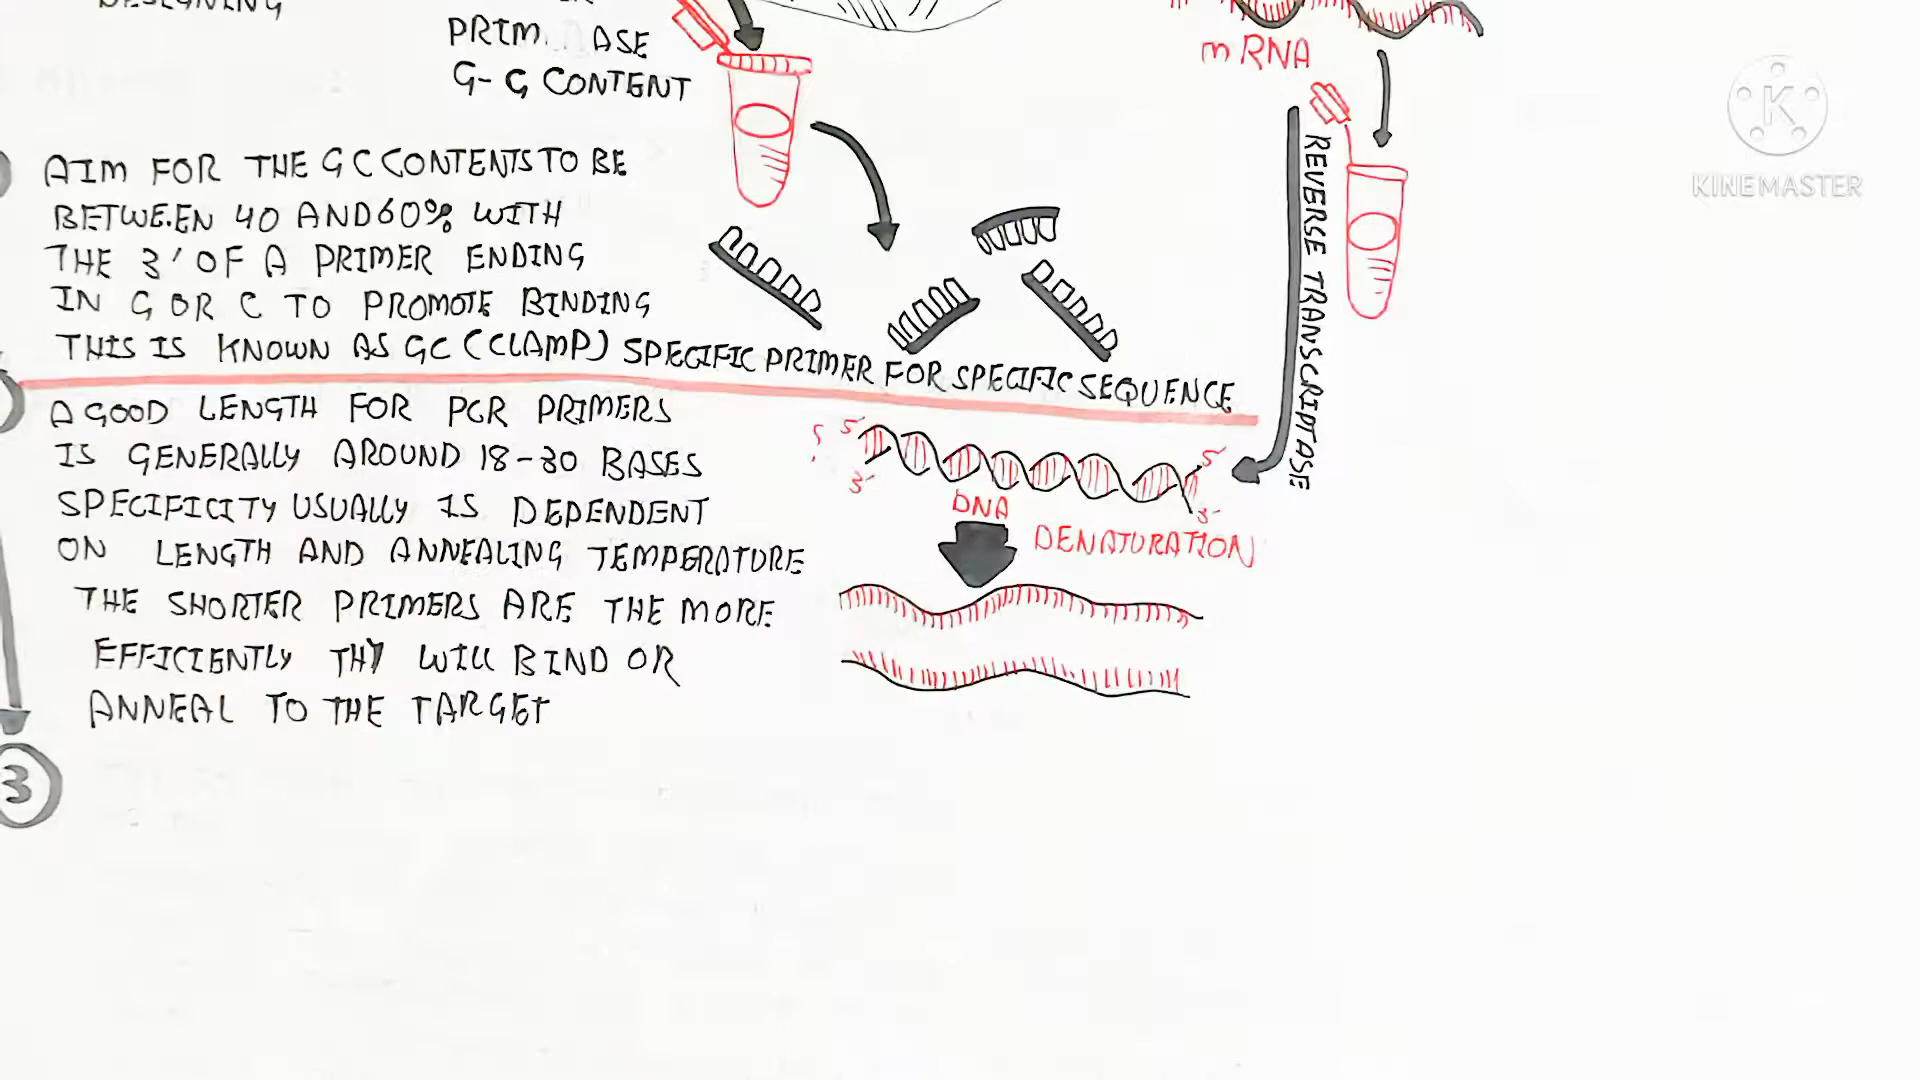 PRIM
ASE
G-C CONTENT
mRNA
KINEMASTER
REVERSE TRANSCRIPTASE
AIM FOR THE GC CONTENTS TO BE
BETWEEN 40 AND 60% WITH
THE 3' OF A PRIMER ENDING
IN G OR C TO PROMOTE BINDING
THIS IS KNOWN AS GC (CLAMP)
SPECIFIC PRIMER FOR SPECIFIC SEQUENCE
A GOOD LENGTH FOR PCR PRIMERS
IS GENERALLY AROUND 18-30 BASES
SPECIFICITY USUALLY IS DEPENDENT
ON LENGTH AND ANNEALING TEMPERATURE
THE SHORTER PRIMERS ARE THE MORE
EFFICIENTLY THY WILL BIND OR
ANNEAL TO THE TARGET
5'
3'
5'
3'
DNA
DENATURATION
3